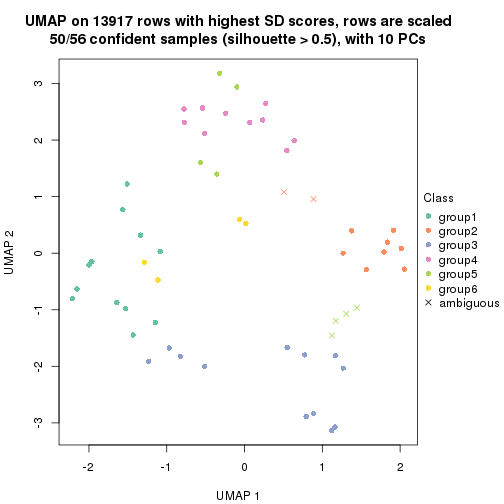 UMAP on 13917 rows with highest SD scores, rows are scaled
50/56 confident samples (silhouette > 0.5), with 10 PCs
3
2
1
0
-1
-2
-3
UMAP 2
-2
-1
0
1
2
UMAP 1
Class
group1
group2
group3
group4
group5
group6
ambiguous